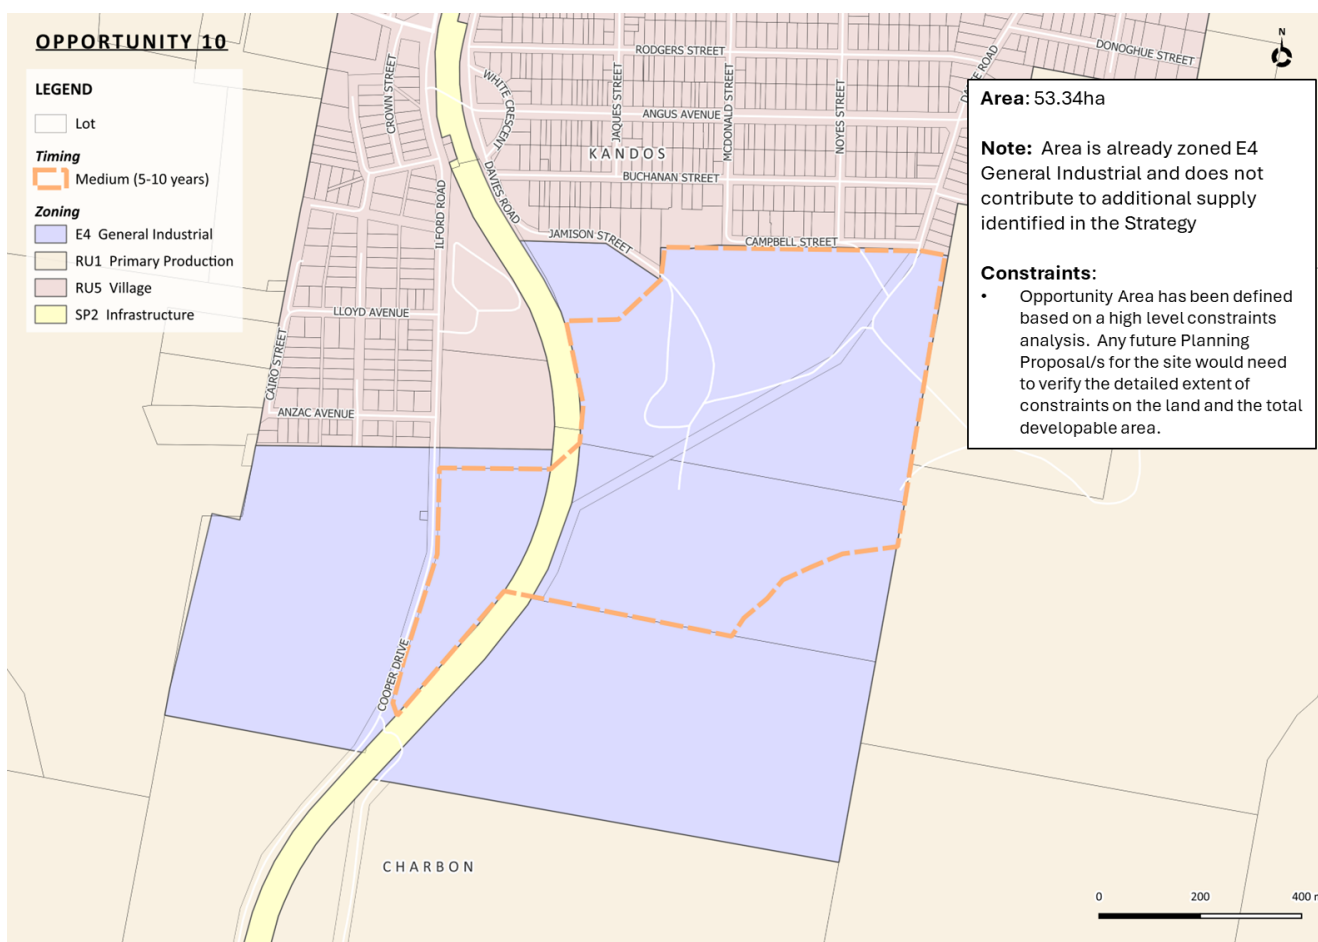 OPPORTUNITY 10
LEGEND
Lot
Timing
Medium (5-10 years)
Zoning
E4 General Industrial
RU1 Primary Production
RU5 Village
SP2 Infrastructure
N
Area: 53.34ha
Note: Area is already zoned E4
General Industrial and does not
contribute to additional supply
identified in the Strategy
Constraints:
• Opportunity Area has been defined
based on a high level constraints
analysis. Any future Planning
Proposal/s for the site would need
to verify the detailed extent of
constraints on the land and the total
developable area.
RODGERS STREET
DONOGHUE STREET
CROWN STREET
WHITE CRESCENT
JAQUES STREET
MCDONALD STREET
NOYES STREET
ROAD
ANGUS AVENUE
KANDOS
BUCHANAN STREET
DAVIES ROAD
ILFORD ROAD
JAMISON STREET
CAMPBELL STREET
LLOYD AVENUE
CAIRO STREET
ANZAC AVENUE
COOPER DRIVE
CHARBON
0 200 400 m